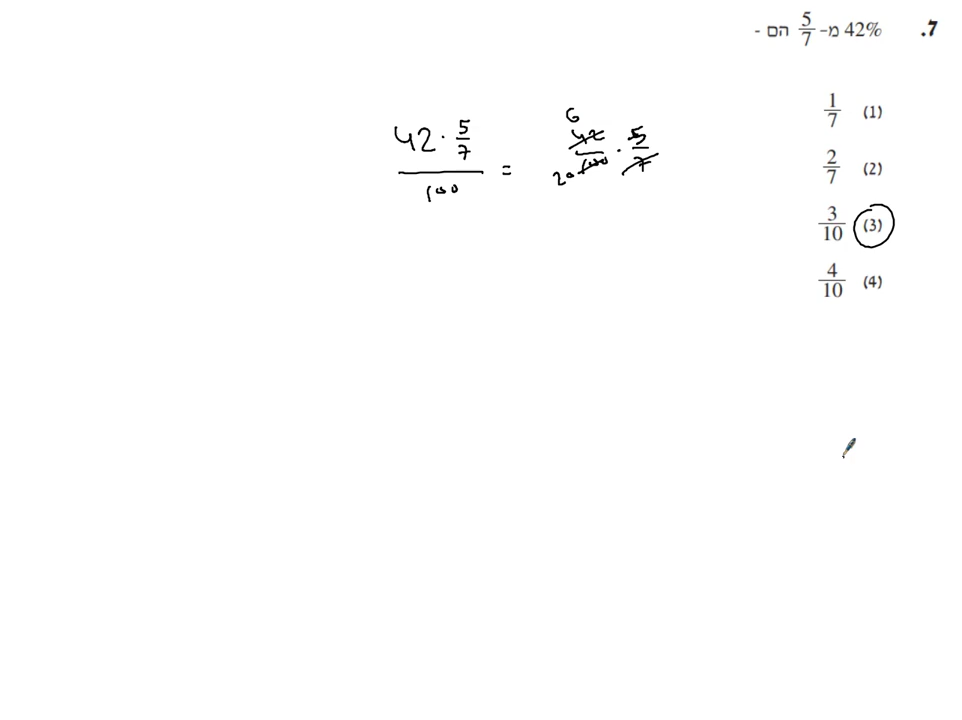 7. 42% מ- 5/7 הם -
(1) 1/7
(2) 2/7
(3) 3/10
(4) 4/10
42 · 5/7
100
=
6
42/100 · 5/7
20